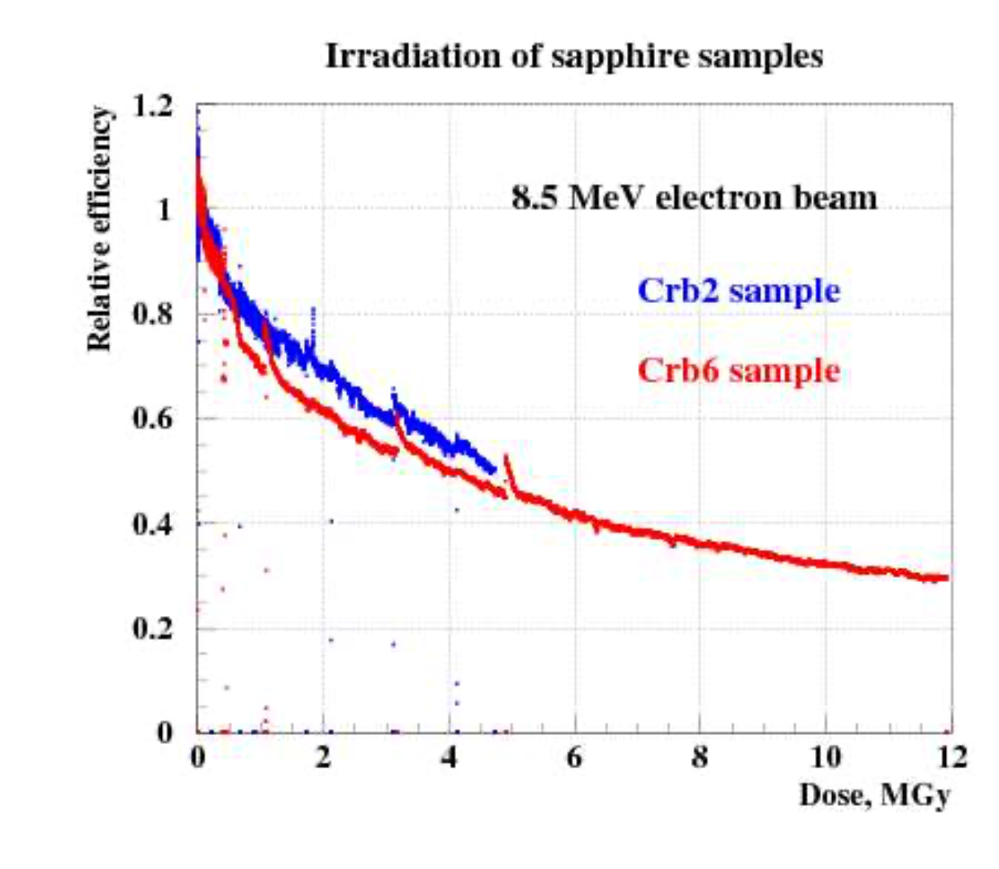 Irradiation of sapphire samples
Relative efficiency
1.2
1
0.8
0.6
0.4
0.2
0
8.5 MeV electron beam
Crb2 sample
Crb6 sample
0 2 4 6 8 10 12
Dose, MGy